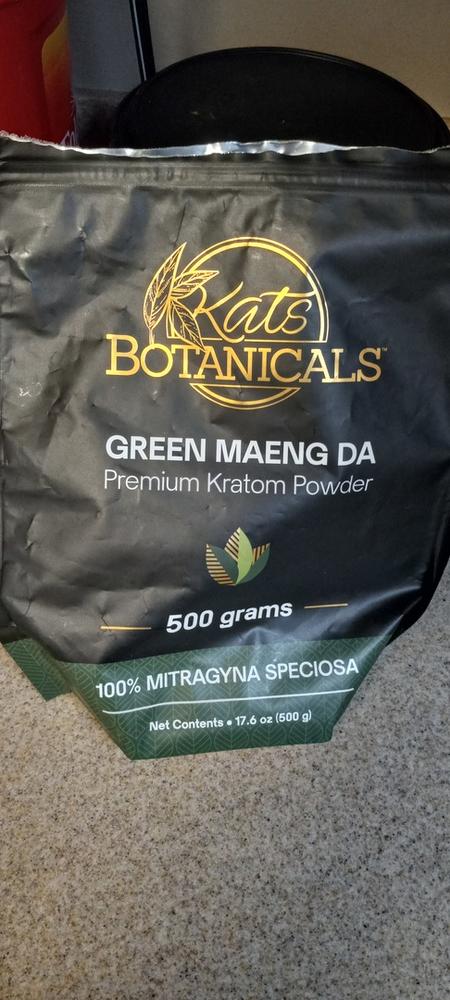 Kats
BOTANICALS™
GREEN MAENG DA
Premium Kratom Powder
500 grams
100% MITRAGYNA SPECIOSA
Net Contents • 17.6 oz (500 g)